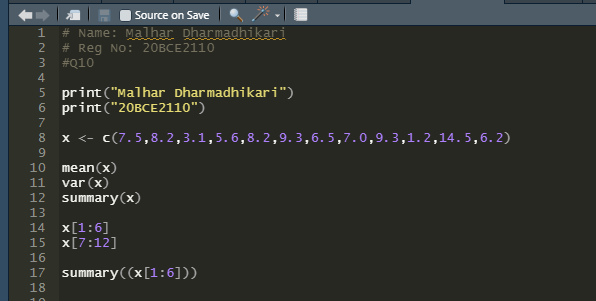 Source on Save
1 # Name: Malhar Dharmadhikari
2 # Reg No: 20BCE2110
3 #Q10
4
5 print("Malhar Dharmadhikari")
6 print("20BCE2110")
7
8 x <- c(7.5,8.2,3.1,5.6,8.2,9.3,6.5,7.0,9.3,1.2,14.5,6.2)
9
10 mean(x)
11 var(x)
12 summary(x)
13
14 x[1:6]
15 x[7:12]
16
17 summary((x[1:6]))
18